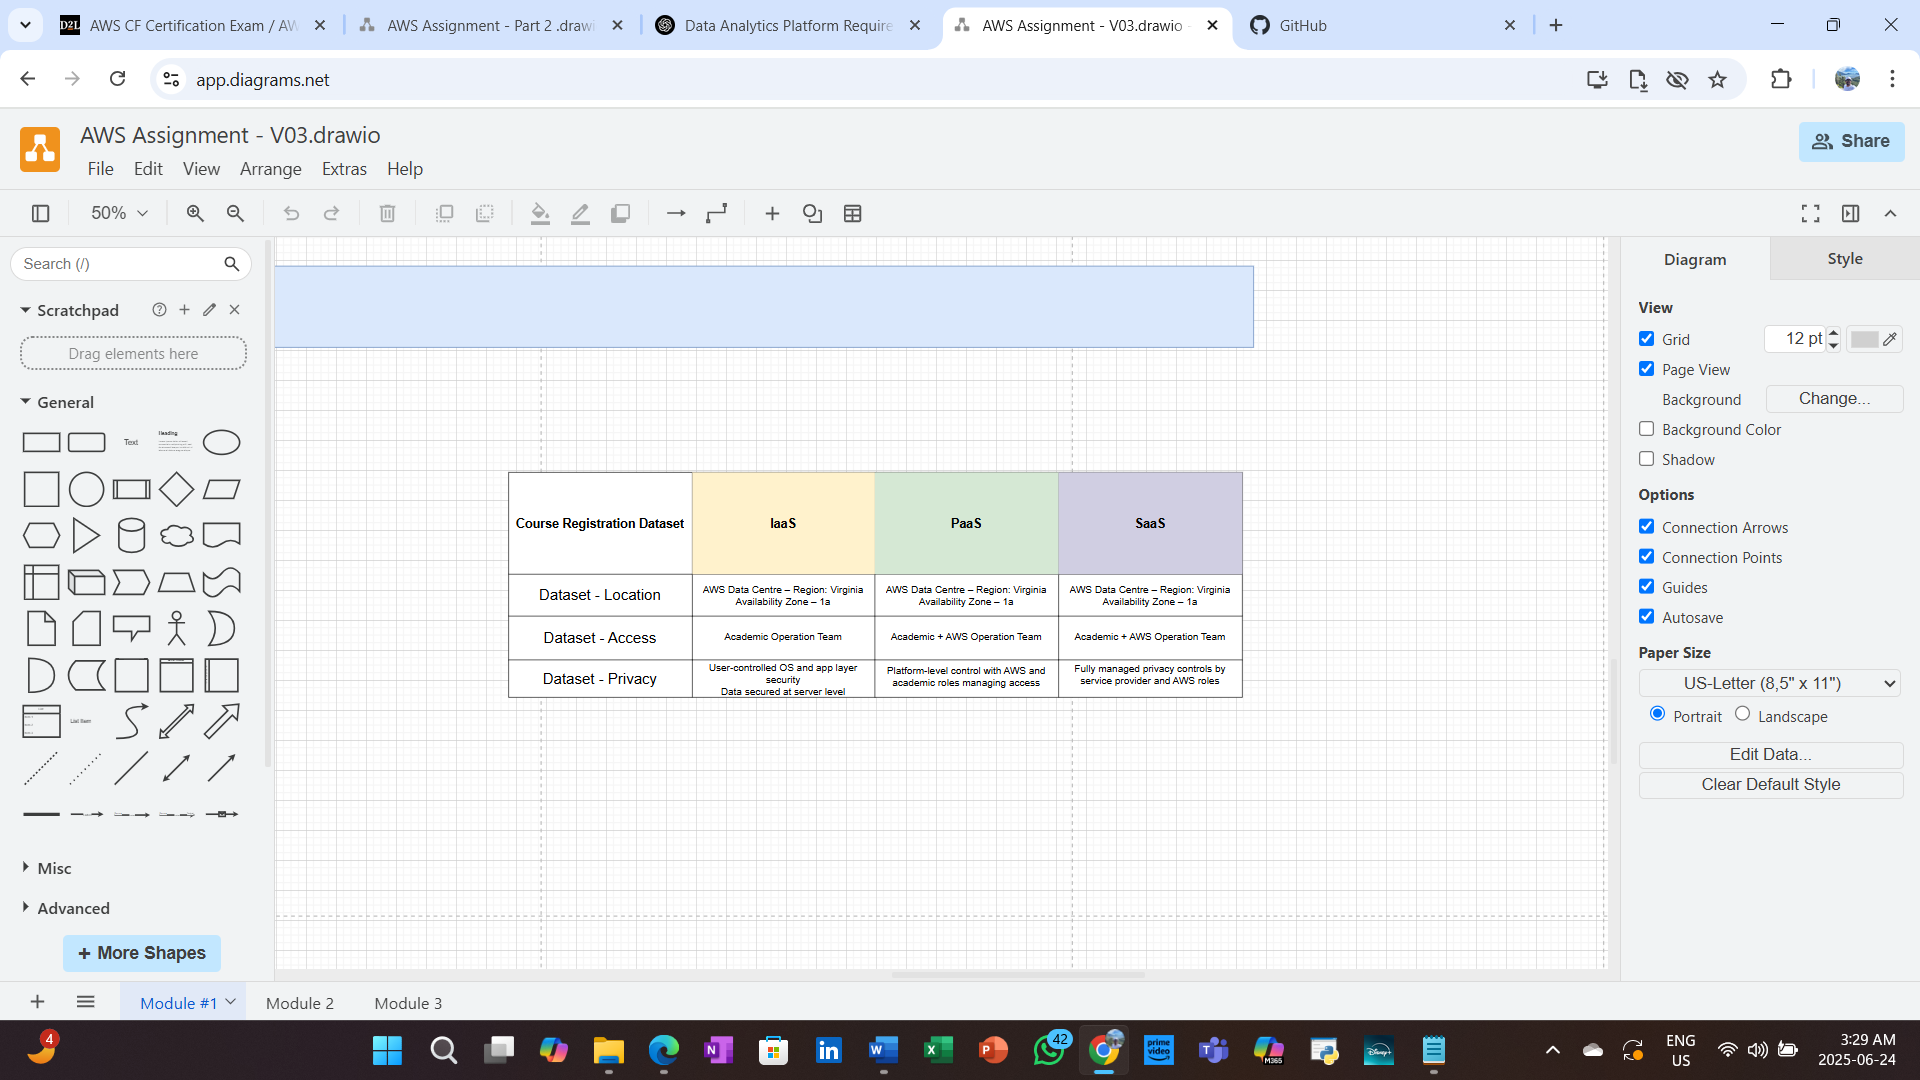 AWS CF Certification Exam / AW
AWS Assignment - Part 2 .drawi
Data Analytics Platform Require
AWS Assignment - V03.drawio -
GitHub
app.diagrams.net
AWS Assignment - V03.drawio
File Edit View Arrange Extras Help
Share
50%
Search (/)
Scratchpad
Drag elements here
General
Text
Heading
List Item
Misc
Advanced
+ More Shapes
Course Registration Dataset
IaaS
PaaS
SaaS
Dataset - Location
AWS Data Centre – Region: Virginia
Availability Zone – 1a
AWS Data Centre – Region: Virginia
Availability Zone – 1a
AWS Data Centre – Region: Virginia
Availability Zone – 1a
Dataset - Access
Academic Operation Team
Academic + AWS Operation Team
Academic + AWS Operation Team
Dataset - Privacy
User-controlled OS and app layer
security
Data secured at server level
Platform-level control with AWS and
academic roles managing access
Fully managed privacy controls by
service provider and AWS roles
Diagram
Style
View
Grid
12 pt
Page View
Background
Change...
Background Color
Shadow
Options
Connection Arrows
Connection Points
Guides
Autosave
Paper Size
US-Letter (8,5" x 11")
Portrait
Landscape
Edit Data...
Clear Default Style
Module #1
Module 2
Module 3
4
42
prime
video
M365
Disney+
ENG
US
3:29 AM
2025-06-24